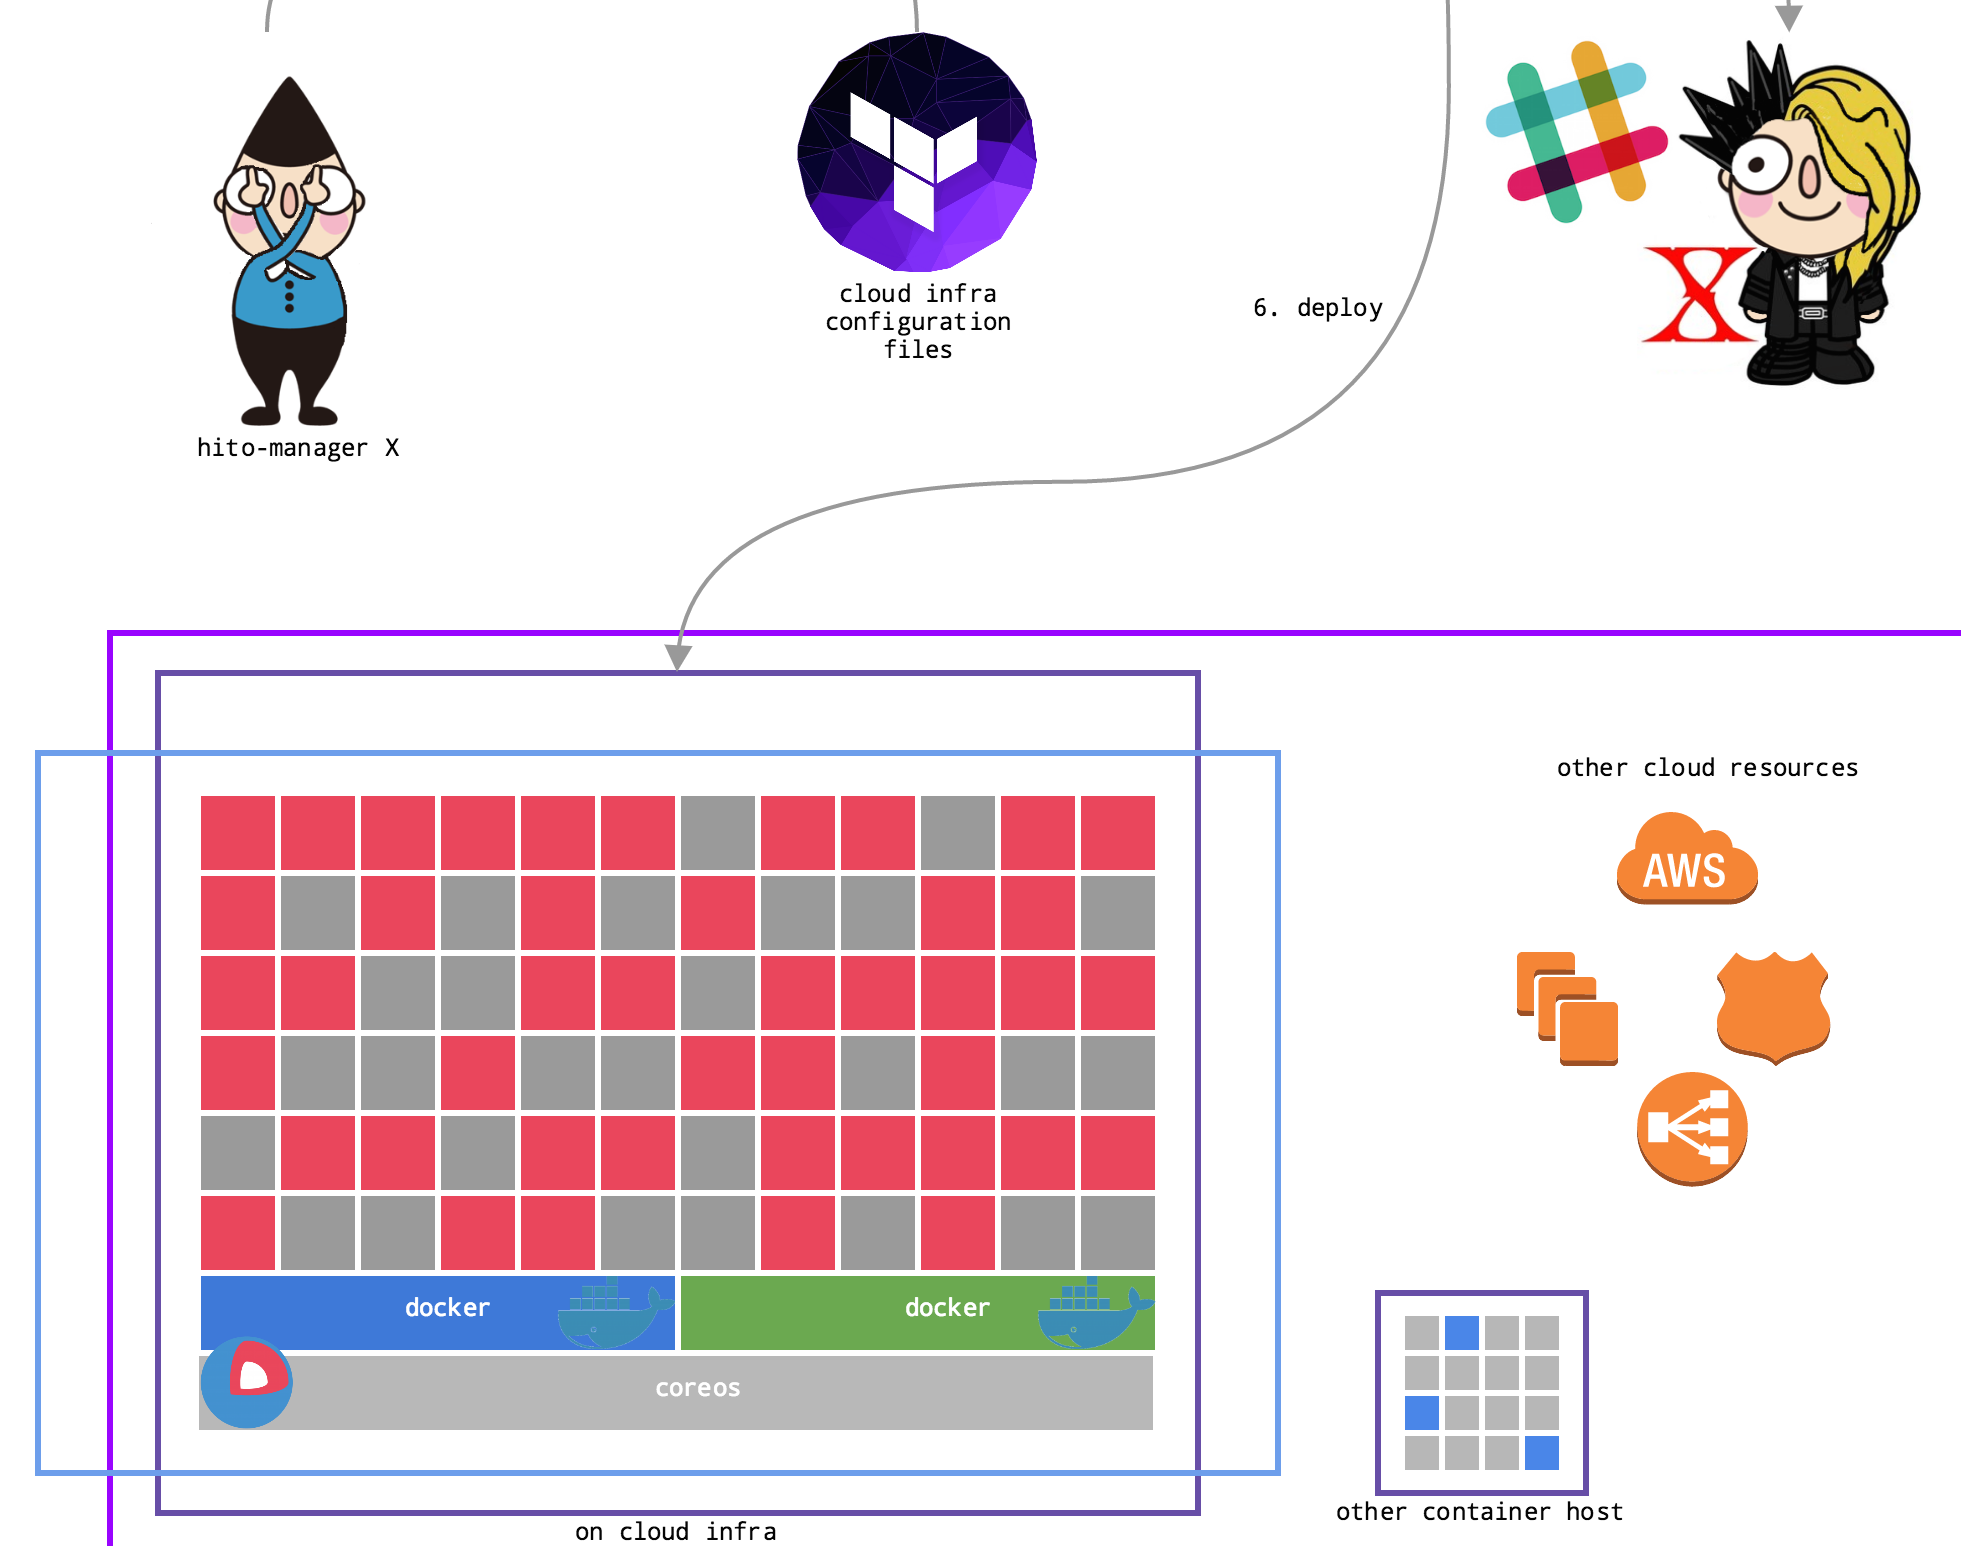 cloud infra
configuration
files
6. deploy
X
hito-manager X
other cloud resources
AWS
docker
docker
coreos
on cloud infra
other container host